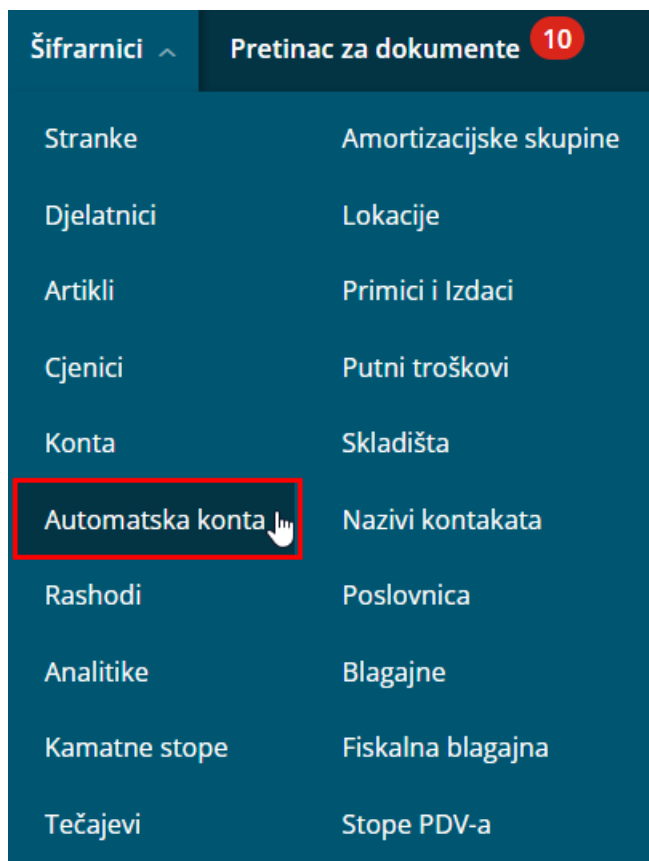 Šifrarnici Pretinac za dokumente 10
Stranke Amortizacijske skupine
Djelatnici Lokacije
Artikli Primici i Izdaci
Cjenici Putni troškovi
Konta Skladišta
Automatska konta Nazivi kontakata
Rashodi Poslovnica
Analitike Blagajne
Kamatne stope Fiskalna blagajna
Tečajevi Stope PDV-a